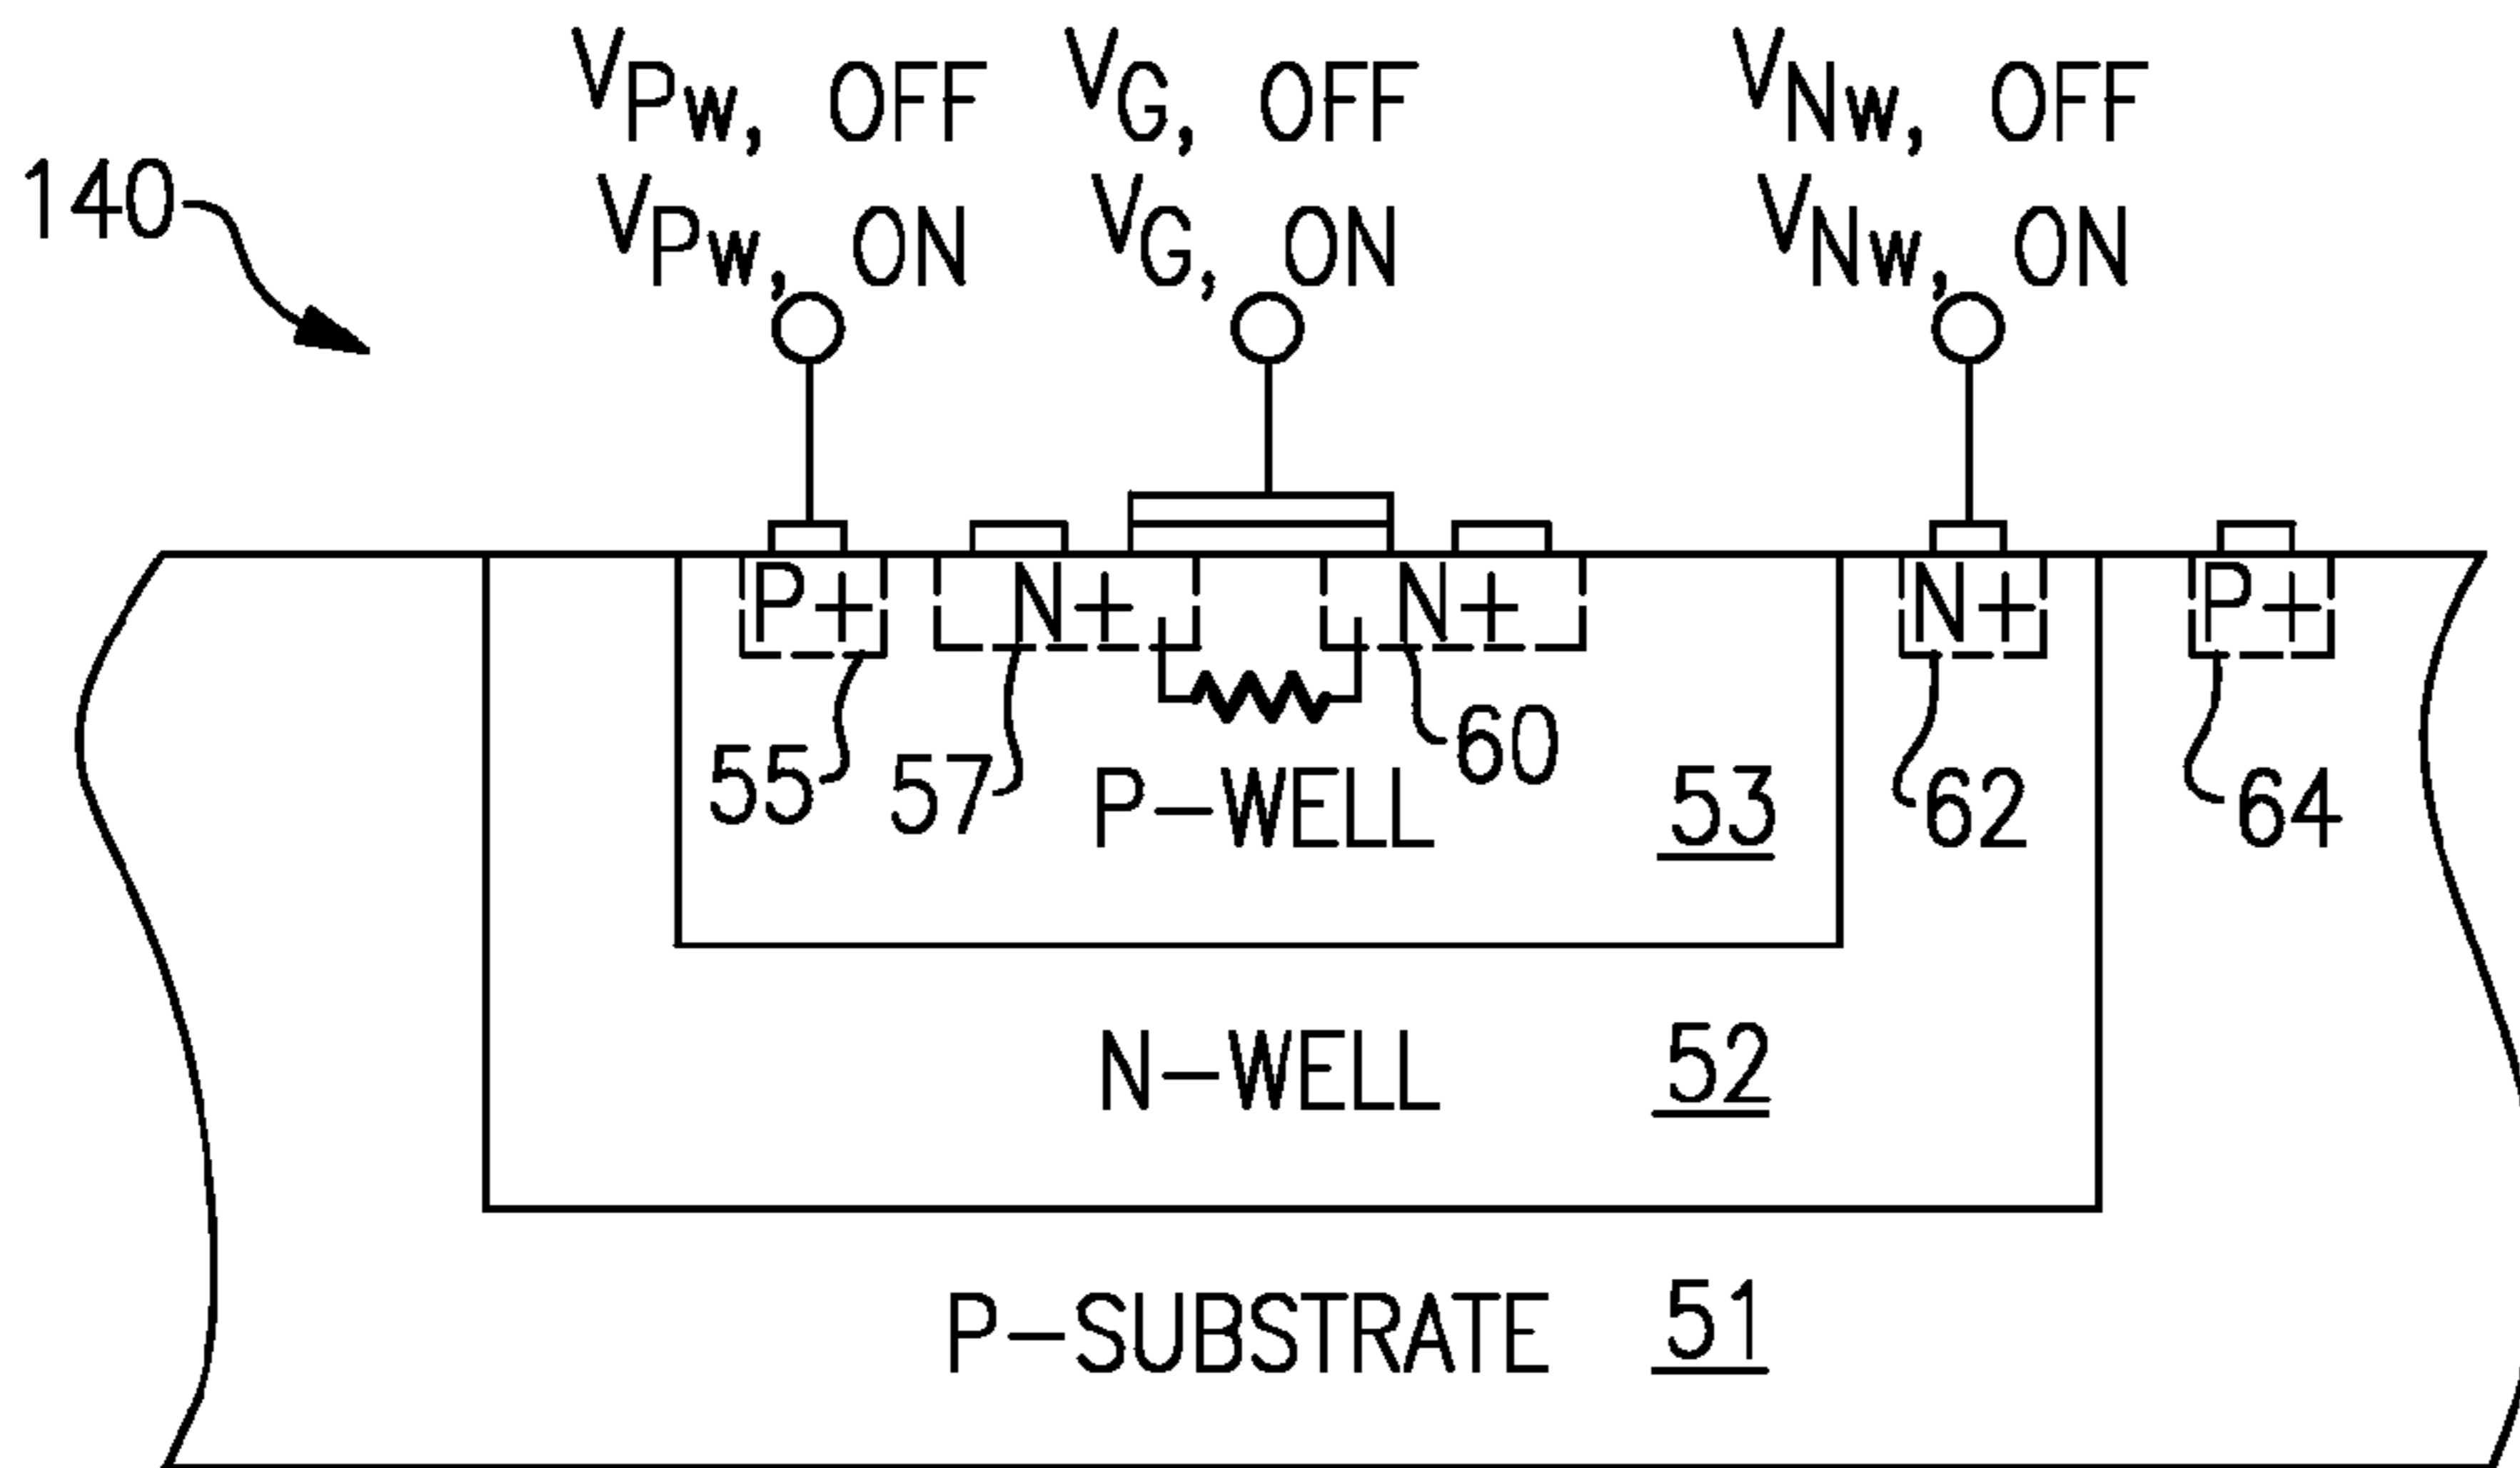 VPW, OFF VG, OFF VNW, OFF
VPW, ON VG, ON VNW, ON
140
P+ N+ N+ N+ P+
55 57 60 62 64
P-WELL 53
N-WELL 52
P-SUBSTRATE 51